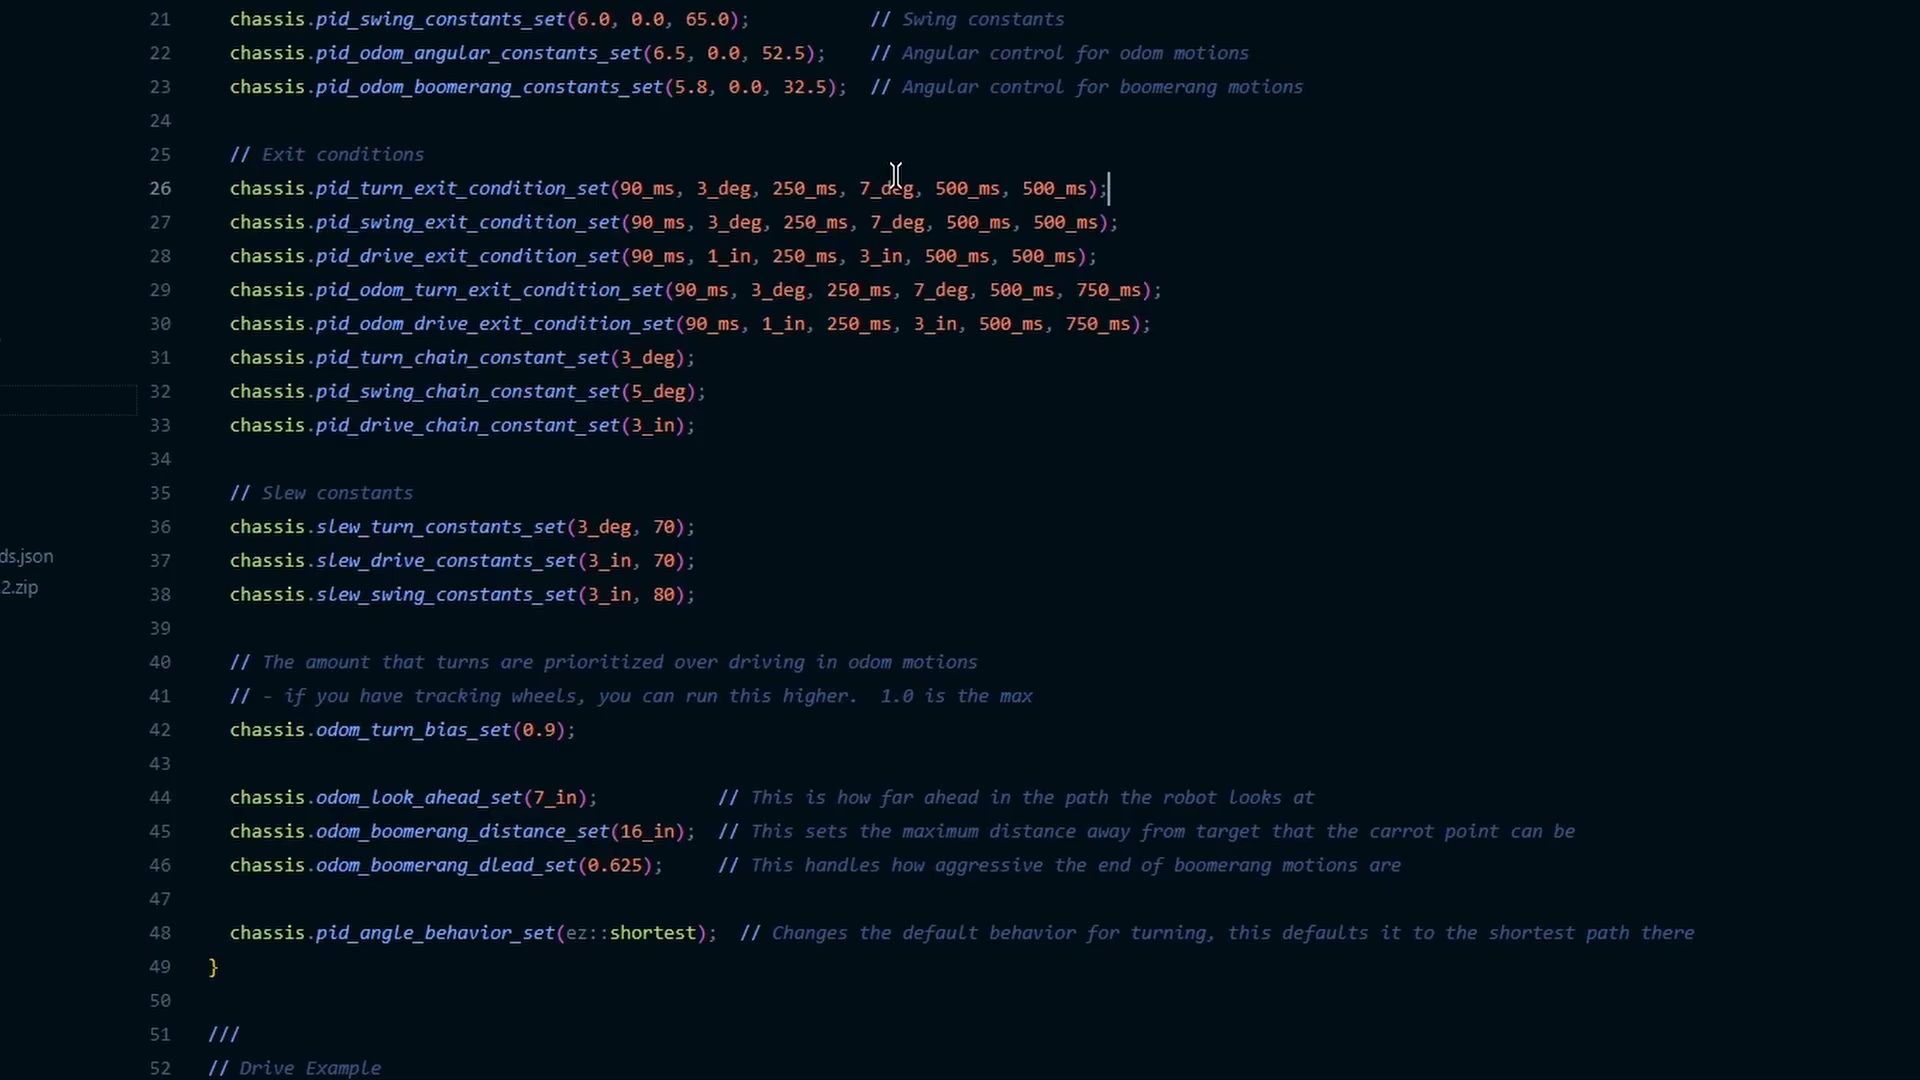 21 chassis.pid_swing_constants_set(6.0, 0.0, 65.0);           // Swing constants
22 chassis.pid_odom_angular_constants_set(6.5, 0.0, 52.5);    // Angular control for odom motions
23 chassis.pid_odom_boomerang_constants_set(5.8, 0.0, 32.5);  // Angular control for boomerang motions
24
25 // Exit conditions
26 chassis.pid_turn_exit_condition_set(90_ms, 3_deg, 250_ms, 7_deg, 500_ms, 500_ms);
27 chassis.pid_swing_exit_condition_set(90_ms, 3_deg, 250_ms, 7_deg, 500_ms, 500_ms);
28 chassis.pid_drive_exit_condition_set(90_ms, 1_in, 250_ms, 3_in, 500_ms, 500_ms);
29 chassis.pid_odom_turn_exit_condition_set(90_ms, 3_deg, 250_ms, 7_deg, 500_ms, 750_ms);
30 chassis.pid_odom_drive_exit_condition_set(90_ms, 1_in, 250_ms, 3_in, 500_ms, 750_ms);
31 chassis.pid_turn_chain_constant_set(3_deg);
32 chassis.pid_swing_chain_constant_set(5_deg);
33 chassis.pid_drive_chain_constant_set(3_in);
34
35 // Slew constants
36 chassis.slew_turn_constants_set(3_deg, 70);
ds.json
37 chassis.slew_drive_constants_set(3_in, 70);
2.zip
38 chassis.slew_swing_constants_set(3_in, 80);
39
40 // The amount that turns are prioritized over driving in odom motions
41 // - if you have tracking wheels, you can run this higher.  1.0 is the max
42 chassis.odom_turn_bias_set(0.9);
43
44 chassis.odom_look_ahead_set(7_in);           // This is how far ahead in the path the robot looks at
45 chassis.odom_boomerang_distance_set(16_in);  // This sets the maximum distance away from target that the carrot point can be
46 chassis.odom_boomerang_dlead_set(0.625);     // This handles how aggressive the end of boomerang motions are
47
48 chassis.pid_angle_behavior_set(ez::shortest);  // Changes the default behavior for turning, this defaults it to the shortest path there
49 }
50
51 ///
52 // Drive Example